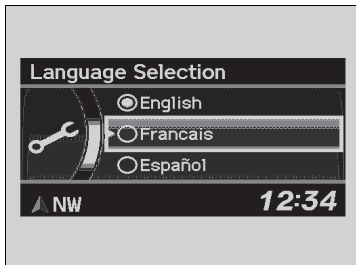 Language Selection
English
Francais
Español
NW
12:34